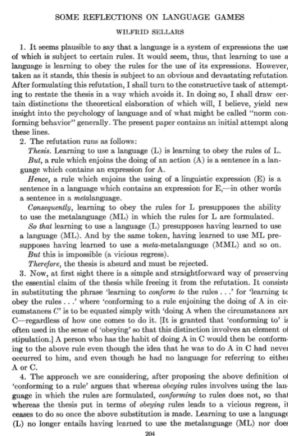 SOME REFLECTIONS ON LANGUAGE GAMES
WILFRID SELLARS
1. It seems plausible to say that a language is a system of expressions the use
of which is subject to certain rules. It would seem, thus, that learning to use a
language is learning to obey the rules for the use of its expressions. However,
taken as it stands, this thesis is subject to an obvious and devastating refutation.
After formulating this refutation, I shall turn to the constructive task of attempt-
ing to restate the thesis in a way which avoids it. In doing so, I shall draw cer-
tain distinctions the theoretical elaboration of which will, I believe, yield new
insight into the psychology of language and of what might be called "norm con-
forming behavior" generally. The present paper contains an initial attempt along
these lines.
2. The refutation runs as follows:
Thesis. Learning to use a language (L) is learning to obey the rules of L.
But, a rule which enjoins the doing of an action (A) is a sentence in a lan-
guage which contains an expression for A.
Hence, a rule which enjoins the using of a linguistic expression (E) is a
sentence in a language which contains an expression for E,—in other words
a sentence in a metalanguage.
Consequently, learning to obey the rules for L presupposes the ability
to use the metalanguage (ML) in which the rules for L are formulated.
So that learning to use a language (L) presupposes having learned to use
a language (ML). And by the same token, having learned to use ML pre-
supposes having learned to use a meta-metalanguage (MML) and so on.
But this is impossible (a vicious regress).
Therefore, the thesis is absurd and must be rejected.
3. Now, at first sight there is a simple and straightforward way of preserving
the essential claim of the thesis while freeing it from the refutation. It consists
in substituting the phrase 'learning to conform to the rules . . .' for 'learning to
obey the rules . . .' where 'conforming to a rule enjoining the doing of A in cir-
cumstances C' is to be equated simply with 'doing A when the circumstances are
C—regardless of how one comes to do it. [It is granted that 'conforming to' is
often used in the sense of 'obeying' so that this distinction involves an element of
stipulation.] A person who has the habit of doing A in C would then be conform-
ing to the above rule even though the idea that he was to do A in C had never
occurred to him, and even though he had no language for referring to either
A or C.
4. The approach we are considering, after proposing the above definition of
'conforming to a rule' argues that whereas obeying rules involves using the lan-
guage in which the rules are formulated, conforming to rules does not, so that
whereas the thesis put in terms of obeying rules leads to a vicious regress, it
ceases to do so once the above substitution is made. Learning to use a language
(L) no longer entails having learned to use the metalanguage (ML) nor does
204